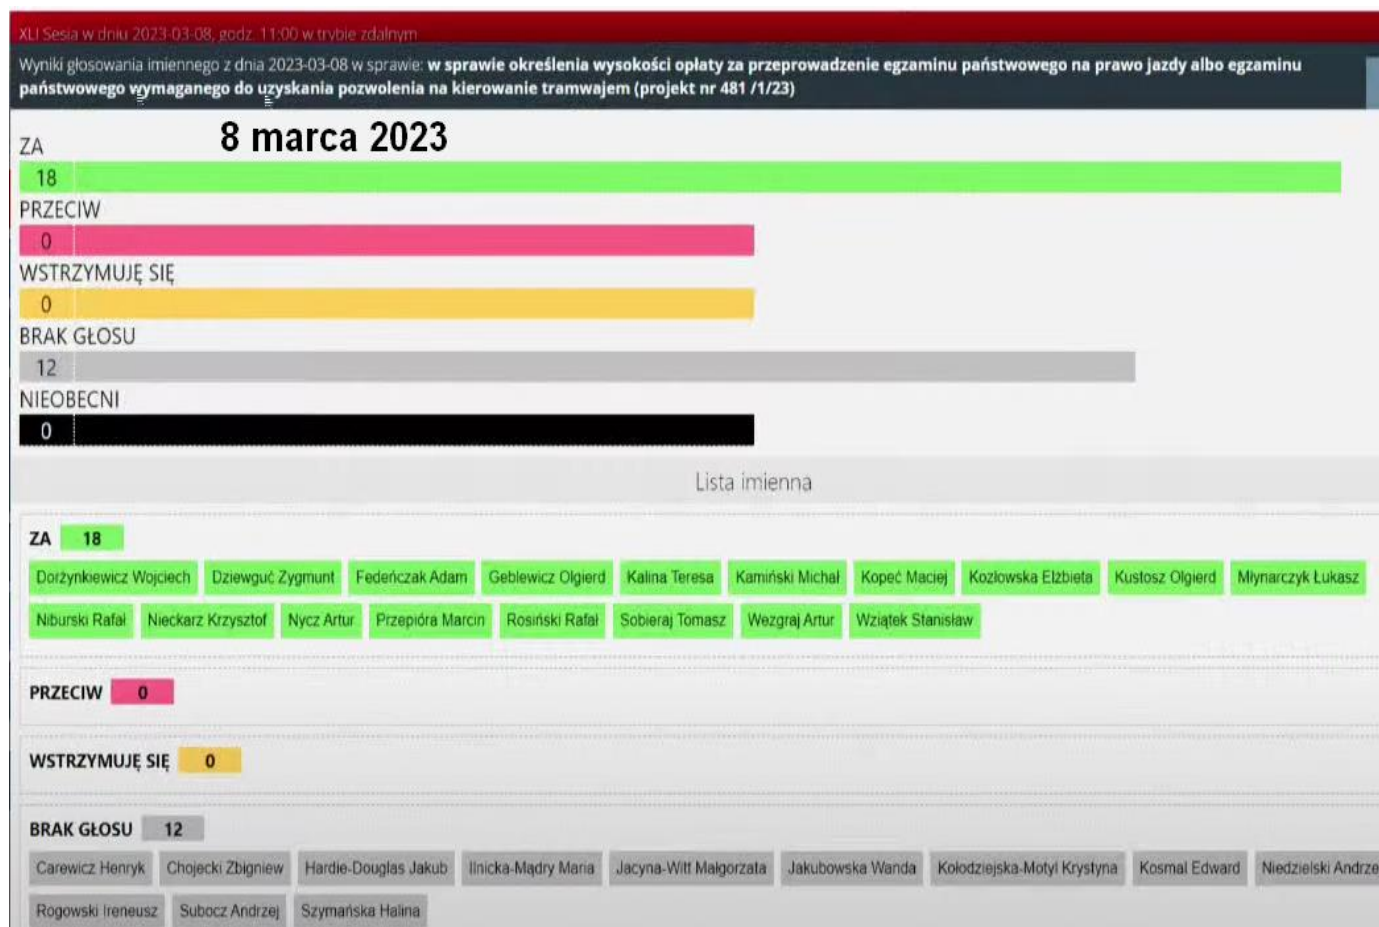 XLI Sesja w dniu 2023-03-08, godz. 11:00 w trybie zdalnym
Wyniki głosowania imiennego z dnia 2023-03-08 w sprawie: w sprawie określenia wysokości opłaty za przeprowadzenie egzaminu państwowego na prawo jazdy albo egzaminu
państwowego wymaganego do uzyskania pozwolenia na kierowanie tramwajem (projekt nr 481 /1/23)
8 marca 2023
ZA
18
PRZECIW
0
WSTRZYMUJĘ SIĘ
0
BRAK GŁOSU
12
NIEOBECNI
0
Lista imienna
ZA 18
Dorżynkiewicz Wojciech Dziewguć Zygmunt Fedeńczak Adam Geblewicz Olgierd Kalina Teresa Kamiński Michał Kopeć Maciej Kozłowska Elżbieta Kustosz Olgierd Młynarczyk Łukasz
Niburski Rafał Nieckarz Krzysztof Nycz Artur Przepióra Marcin Rosiński Rafał Sobieraj Tomasz Wezgraj Artur Wziątek Stanisław
PRZECIW 0
WSTRZYMUJĘ SIĘ 0
BRAK GŁOSU 12
Carewicz Henryk Chojecki Zbigniew Hardie-Douglas Jakub Ilnicka-Mądry Maria Jacyna-Witt Małgorzata Jakubowska Wanda Kołodziejska-Motyl Krystyna Kosmal Edward Niedzielski Andrze
Rogowski Ireneusz Subocz Andrzej Szymańska Halina